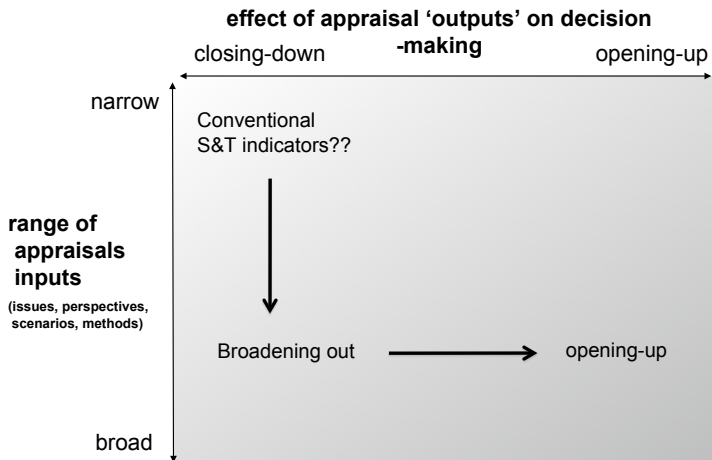 effect of appraisal ‘outputs’ on decision
-making
closing-down
opening-up
narrow
Conventional
S&T indicators??
range of
appraisals
inputs
(issues, perspectives,
scenarios, methods)
Broadening out
opening-up
broad